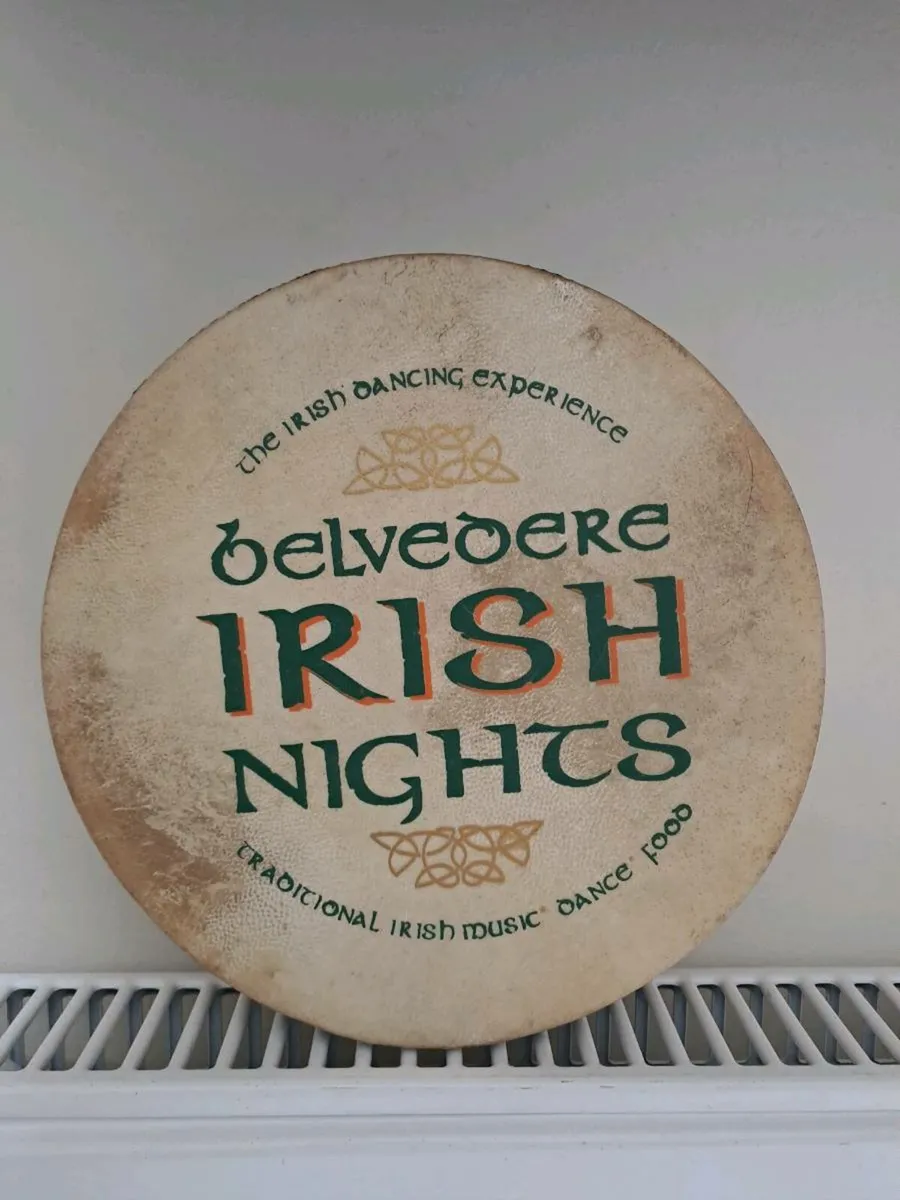 The Irish Dancing Experience
Belvedere
IRISH
NIGHTS
Traditional Irish Music • Dance • Food